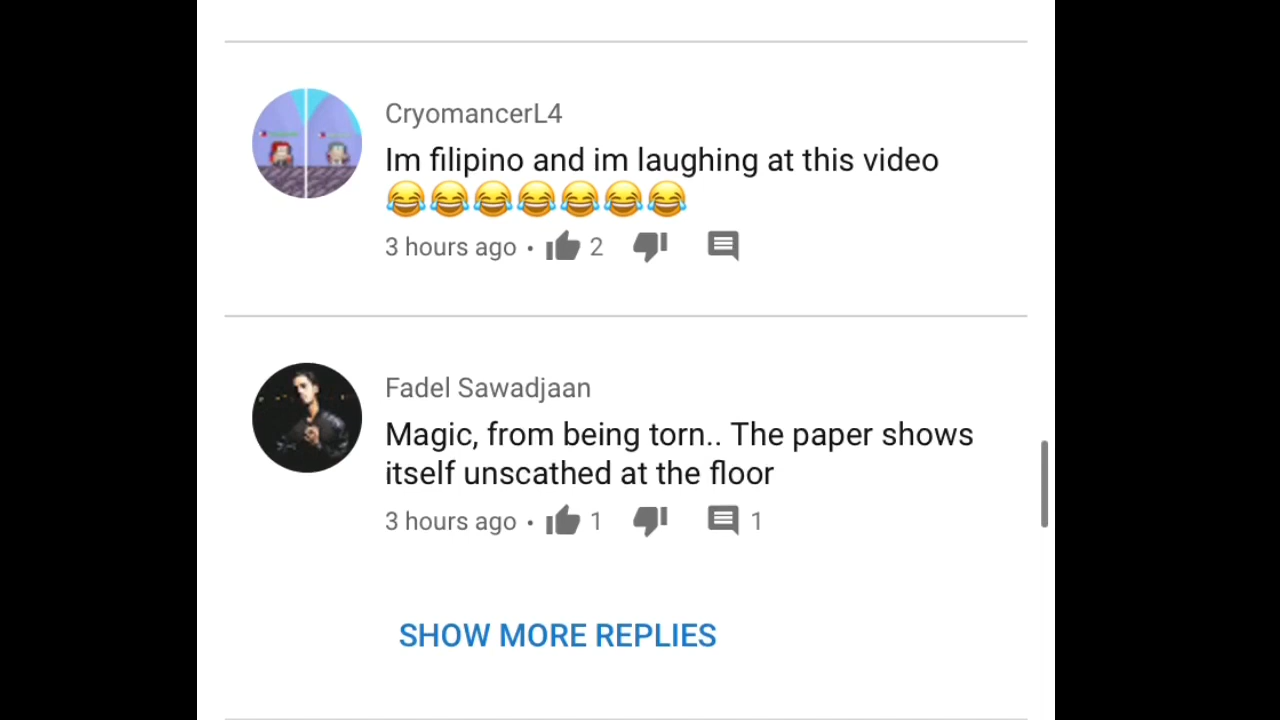 CryomancerL4
Im filipino and im laughing at this video
😂😂😂😂😂😂😂
3 hours ago • 2
Fadel Sawadjaan
Magic, from being torn.. The paper shows
itself unscathed at the floor
3 hours ago • 1 1
SHOW MORE REPLIES